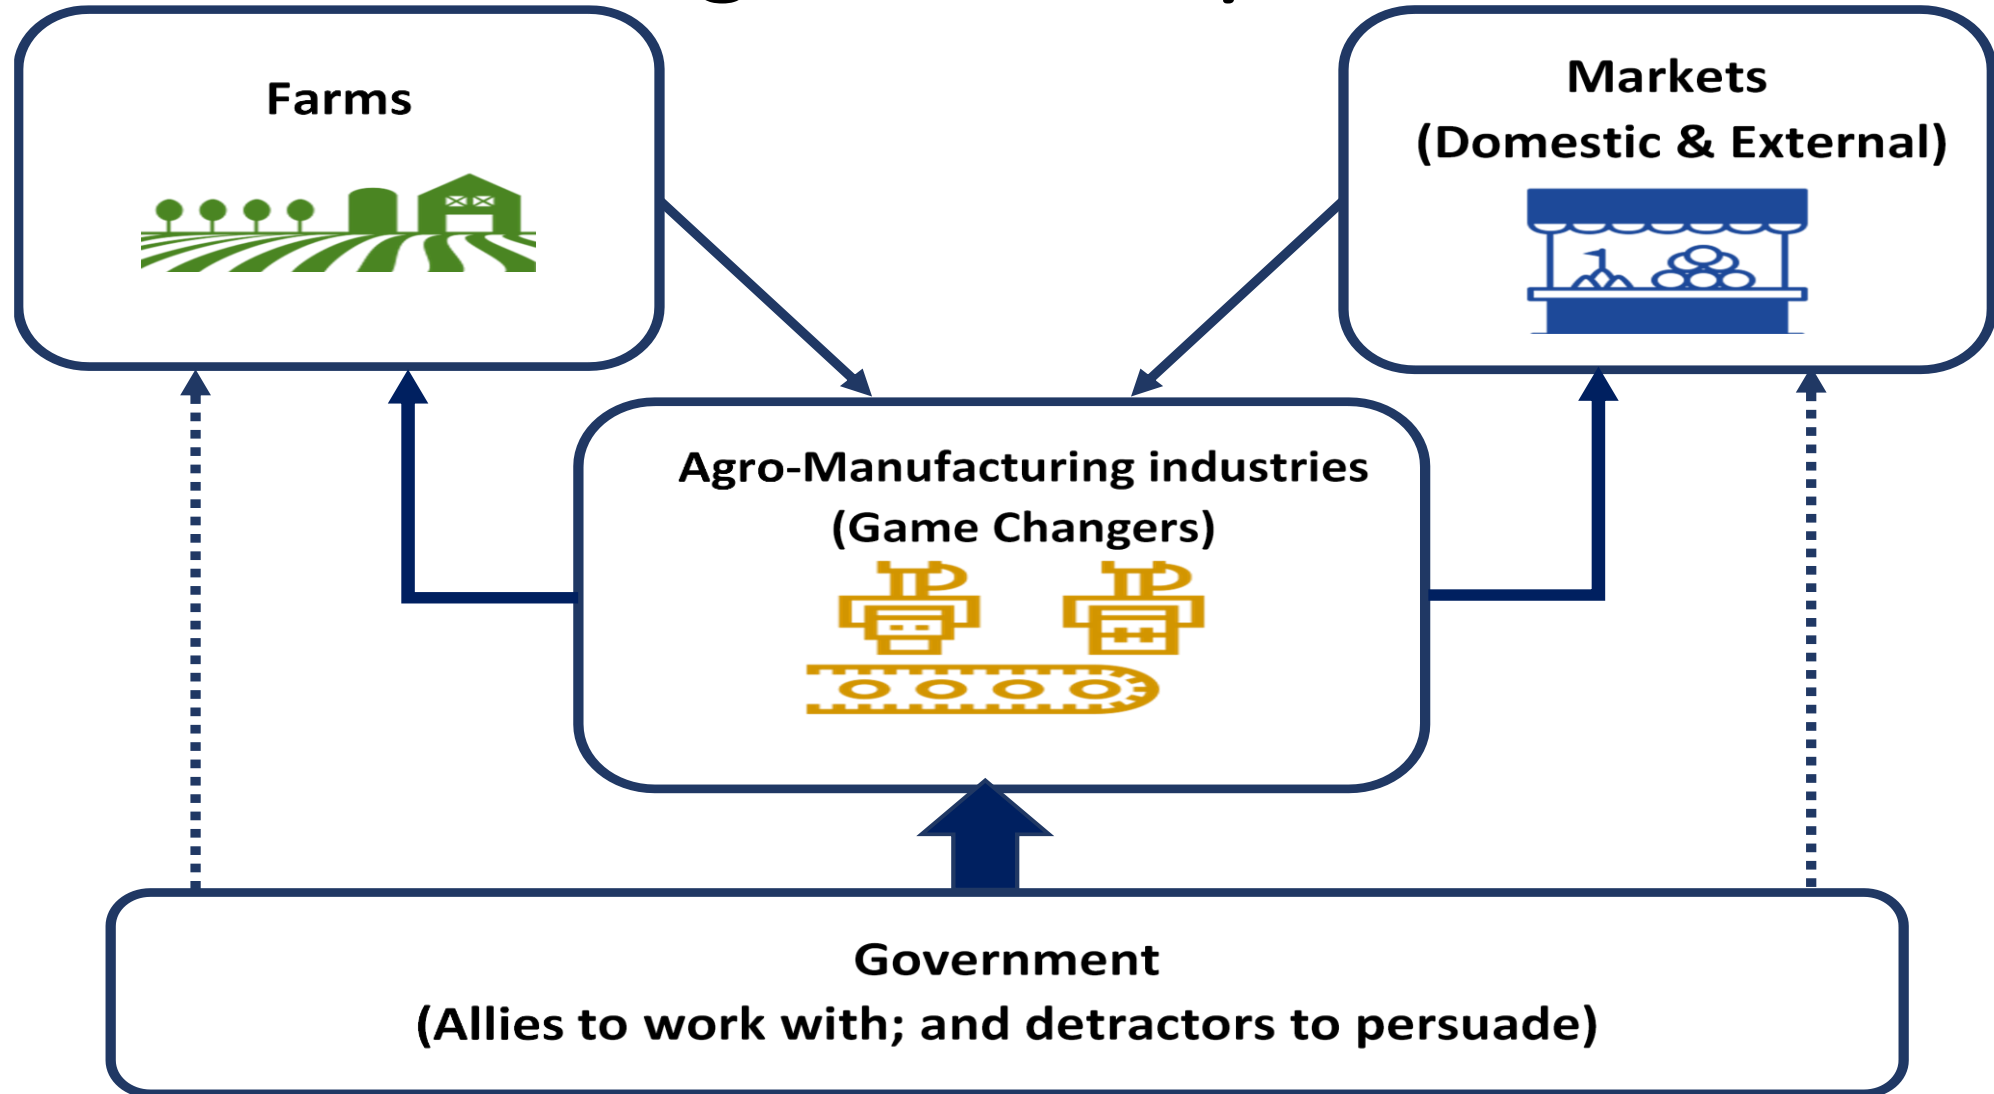 Farms
Markets
(Domestic & External)
Agro-Manufacturing industries
(Game Changers)
Government
(Allies to work with; and detractors to persuade)